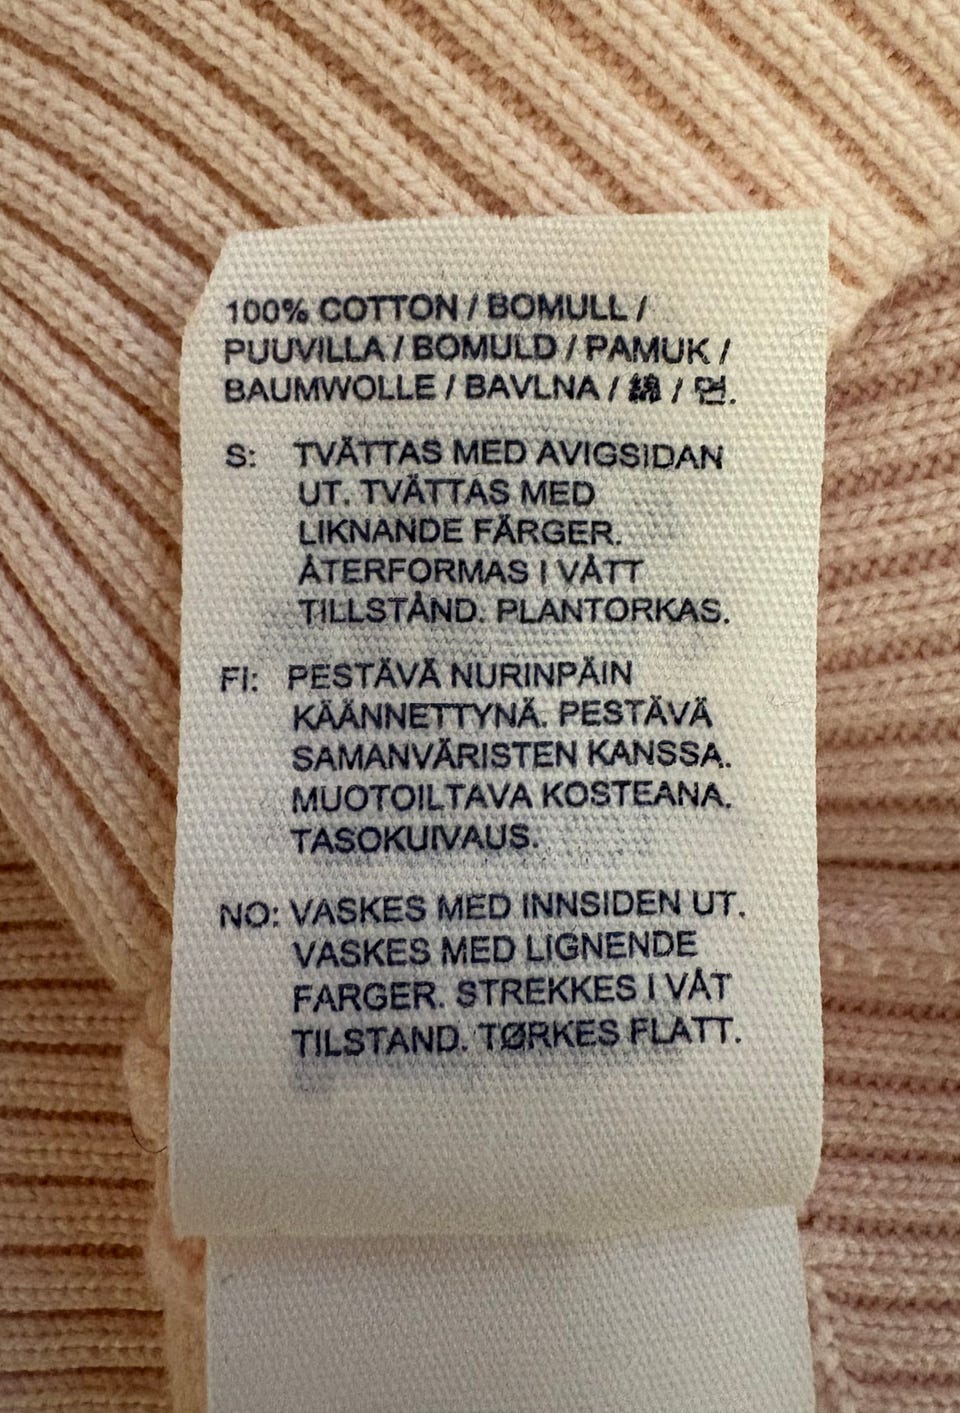 100% COTTON / BOMULL /
PUUVILLA / BOMULD / PAMUK /
BAUMWOLLE / BAVLNA / 綿 / 면.
S: TVÄTTAS MED AVIGSIDAN
UT. TVÄTTAS MED
LIKNANDE FÄRGER.
ÅTERFORMAS I VÅTT
TILLSTÅND. PLANTORKAS.
FI: PESTÄVÄ NURINPÄIN
KÄÄNNETTYNÄ. PESTÄVÄ
SAMANVÄRISTEN KANSSA.
MUOTOILTAVA KOSTEANA.
TASOKUIVAUS.
NO: VASKES MED INNSIDEN UT.
VASKES MED LIGNENDE
FARGER. STREKKES I VÅT
TILSTAND. TØRKES FLATT.